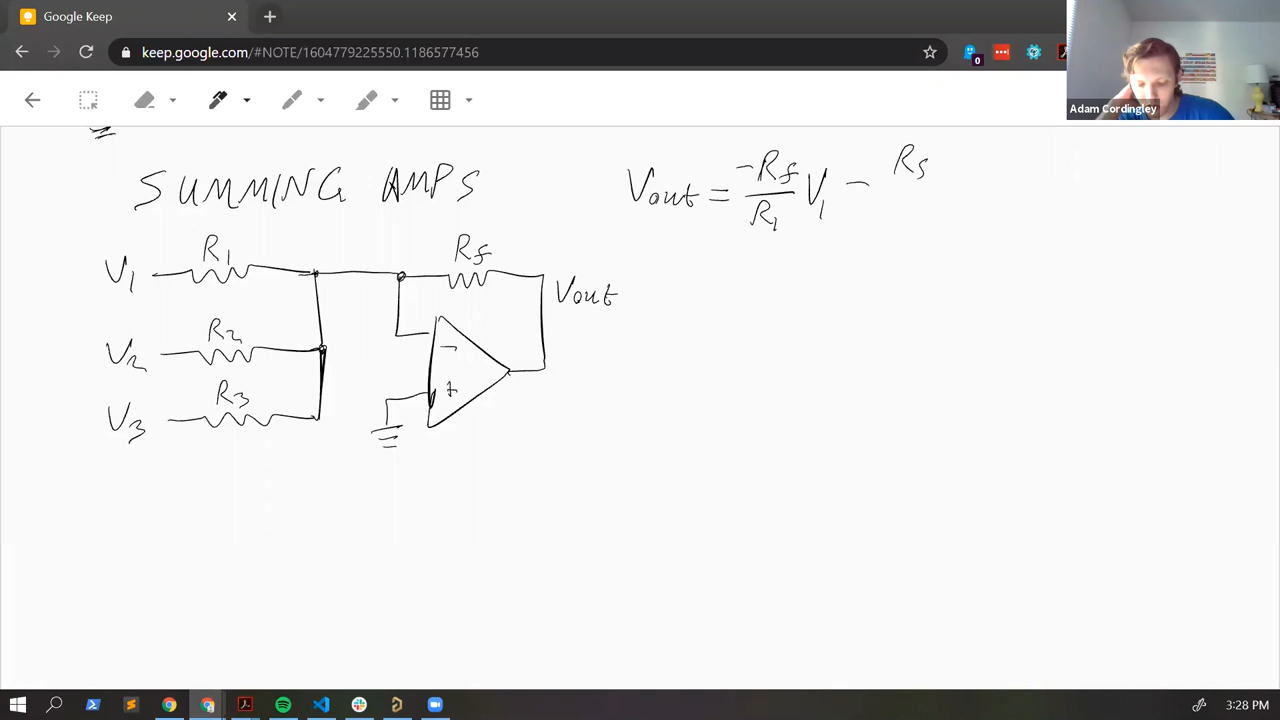 Google Keep
keep.google.com/#NOTE/1604779225550.1186577456
0
Adam Cordingley
SUMMING AMPS
Vout = -Rf/R1 V1 - Rf
V1 R1 Rf Vout
V2 R2 -
V3 R3 +
3:28 PM